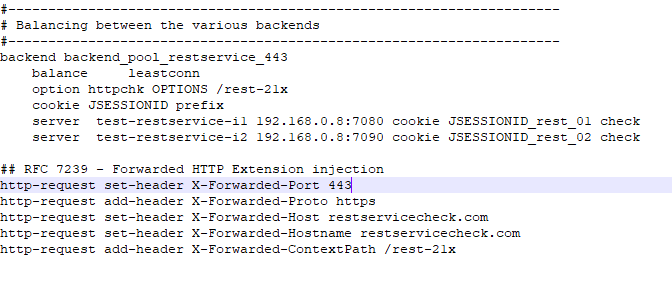 #---------------------------------------------------------------------
# Balancing between the various backends
#---------------------------------------------------------------------
backend backend_pool_restservice_443
    balance     leastconn
    option httpchk OPTIONS /rest-21x
    cookie JSESSIONID prefix
    server  test-restservice-i1 192.168.0.8:7080 cookie JSESSIONID_rest_01 check
    server  test-restservice-i2 192.168.0.8:7090 cookie JSESSIONID_rest_02 check

## RFC 7239 - Forwarded HTTP Extension injection
http-request set-header X-Forwarded-Port 443
http-request add-header X-Forwarded-Proto https
http-request set-header X-Forwarded-Host restservicecheck.com
http-request set-header X-Forwarded-Hostname restservicecheck.com
http-request add-header X-Forwarded-ContextPath /rest-21x